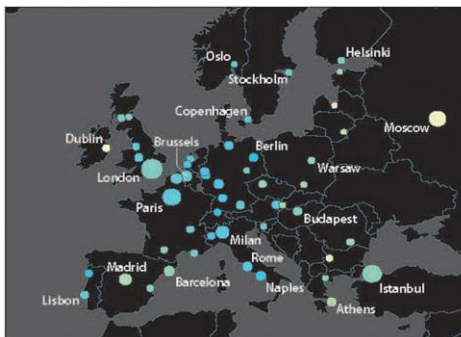 Oslo
Helsinki
Stockholm
Copenhagen
Moscow
Dublin
Brussels
Berlin
London
Warsaw
Paris
Budapest
Milan
Madrid
Rome
Barcelona
Naples
Istanbul
Lisbon
Athens